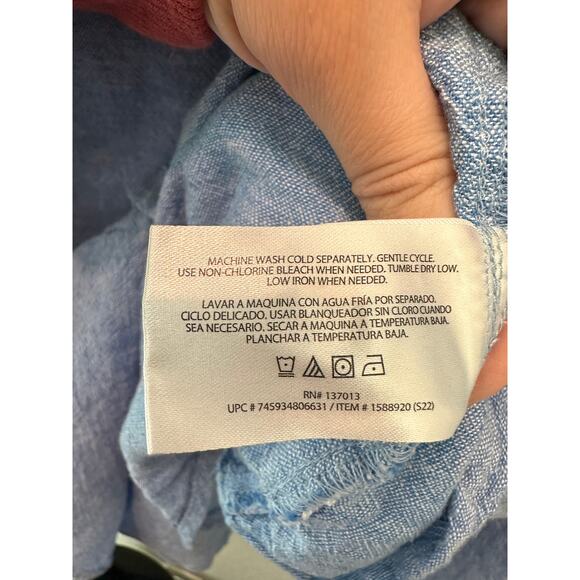 MACHINE WASH COLD SEPARATELY. GENTLE CYCLE.
USE NON-CHLORINE BLEACH WHEN NEEDED. TUMBLE DRY LOW.
LOW IRON WHEN NEEDED.
LAVAR A MAQUINA CON AGUA FRÍA POR SEPARADO.
CICLO DELICADO. USAR BLANQUEADOR SIN CLORO CUANDO
SEA NECESARIO. SECAR A MAQUINA A TEMPERATURA BAJA.
PLANCHAR A TEMPERATURA BAJA.
RN# 137013
UPC # 745934806631 / ITEM # 1588920 (S22)